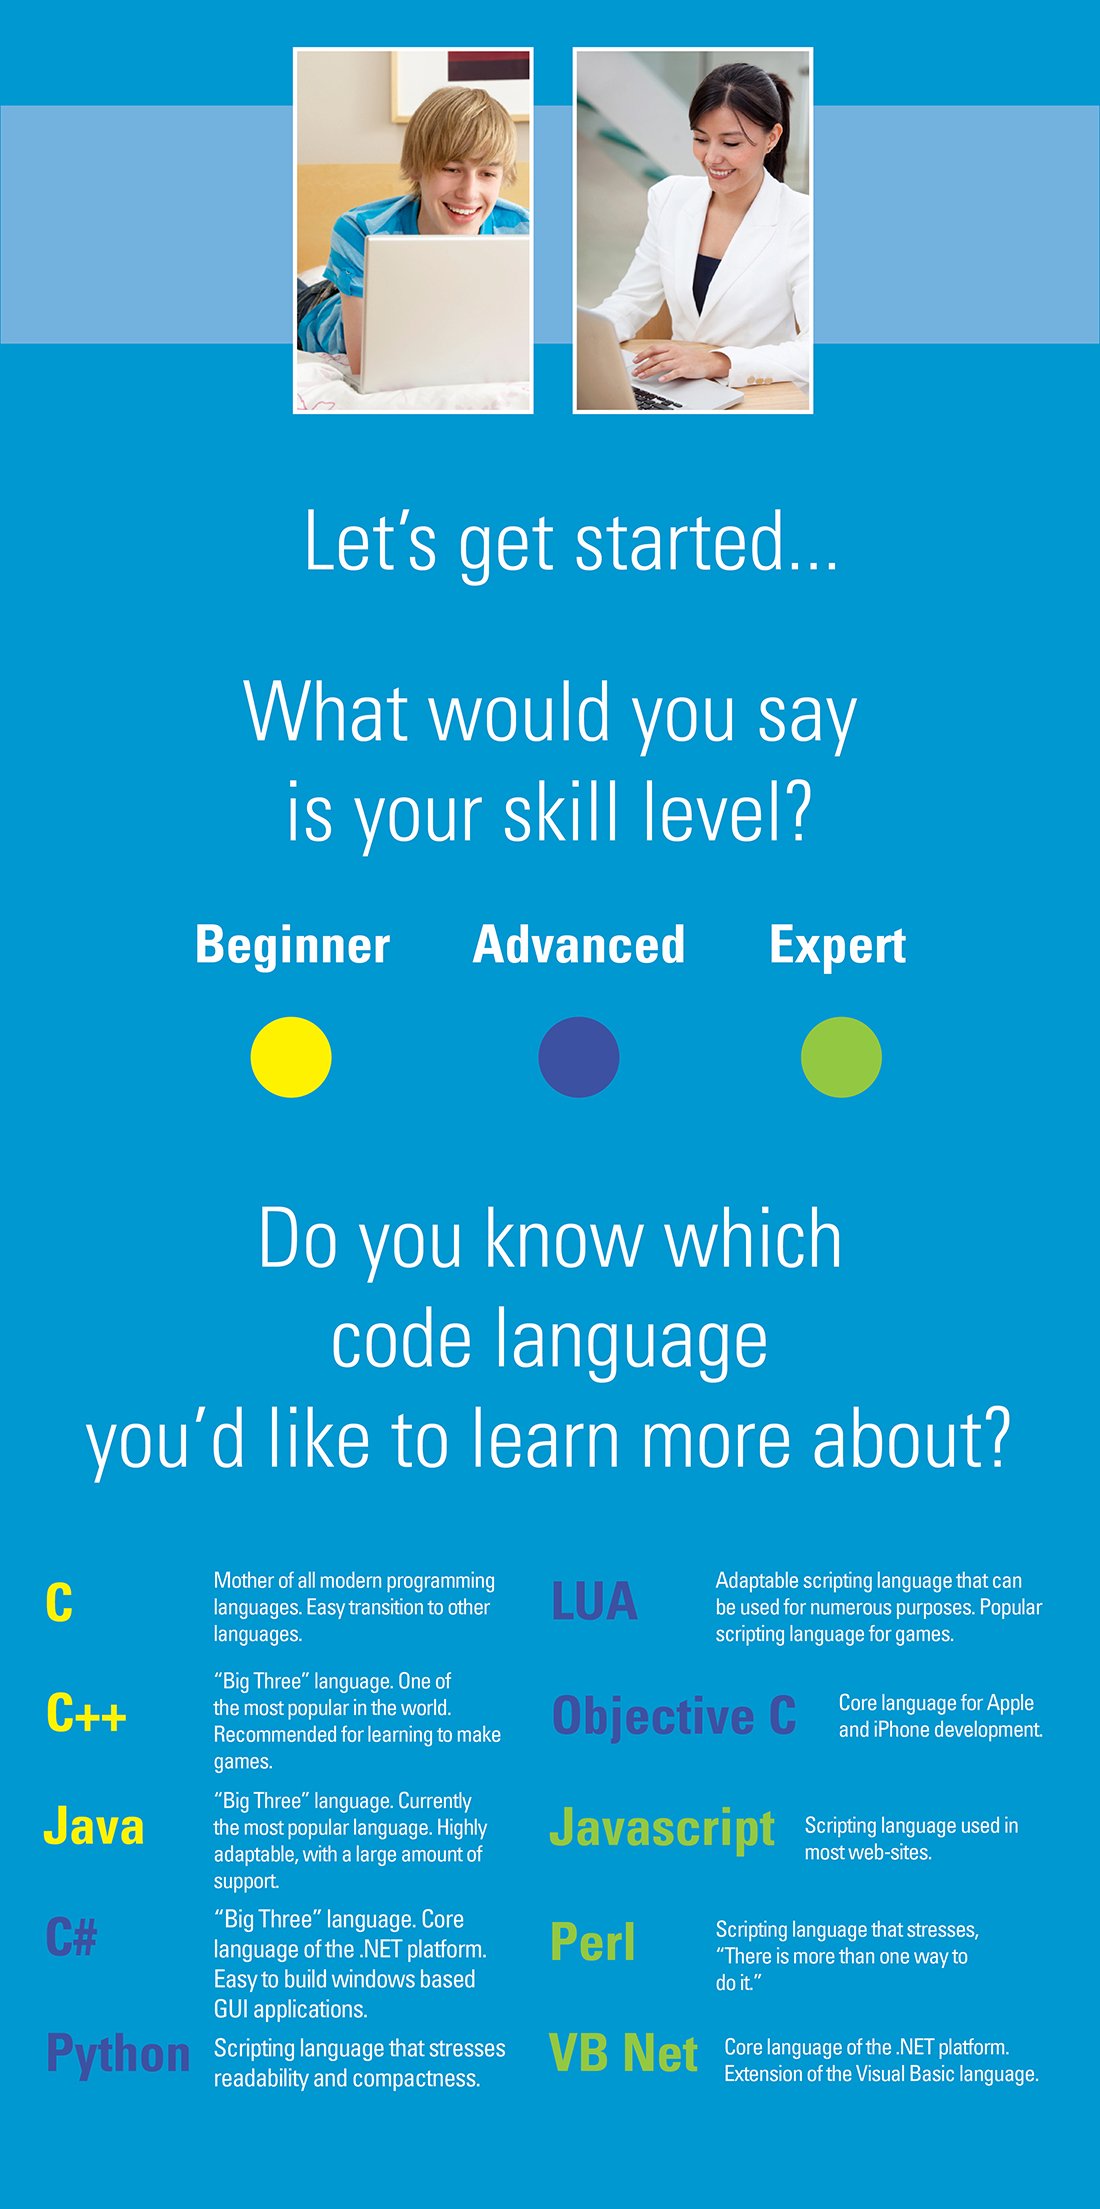 Let’s get started...
What would you say
is your skill level?
Beginner Advanced Expert
Do you know which
code language
you’d like to learn more about?
C
Mother of all modern programming
languages. Easy transition to other
languages.
C++
“Big Three” language. One of
the most popular in the world.
Recommended for learning to make
games.
Java
“Big Three” language. Currently
the most popular language. Highly
adaptable, with a large amount of
support.
C#
“Big Three” language. Core
language of the .NET platform.
Easy to build windows based
GUI applications.
Python
Scripting language that stresses
readability and compactness.
LUA
Adaptable scripting language that can
be used for numerous purposes. Popular
scripting language for games.
Objective C
Core language for Apple
and iPhone development.
Javascript
Scripting language used in
most web-sites.
Perl
Scripting language that stresses,
“There is more than one way to
do it.”
VB Net
Core language of the .NET platform.
Extension of the Visual Basic language.